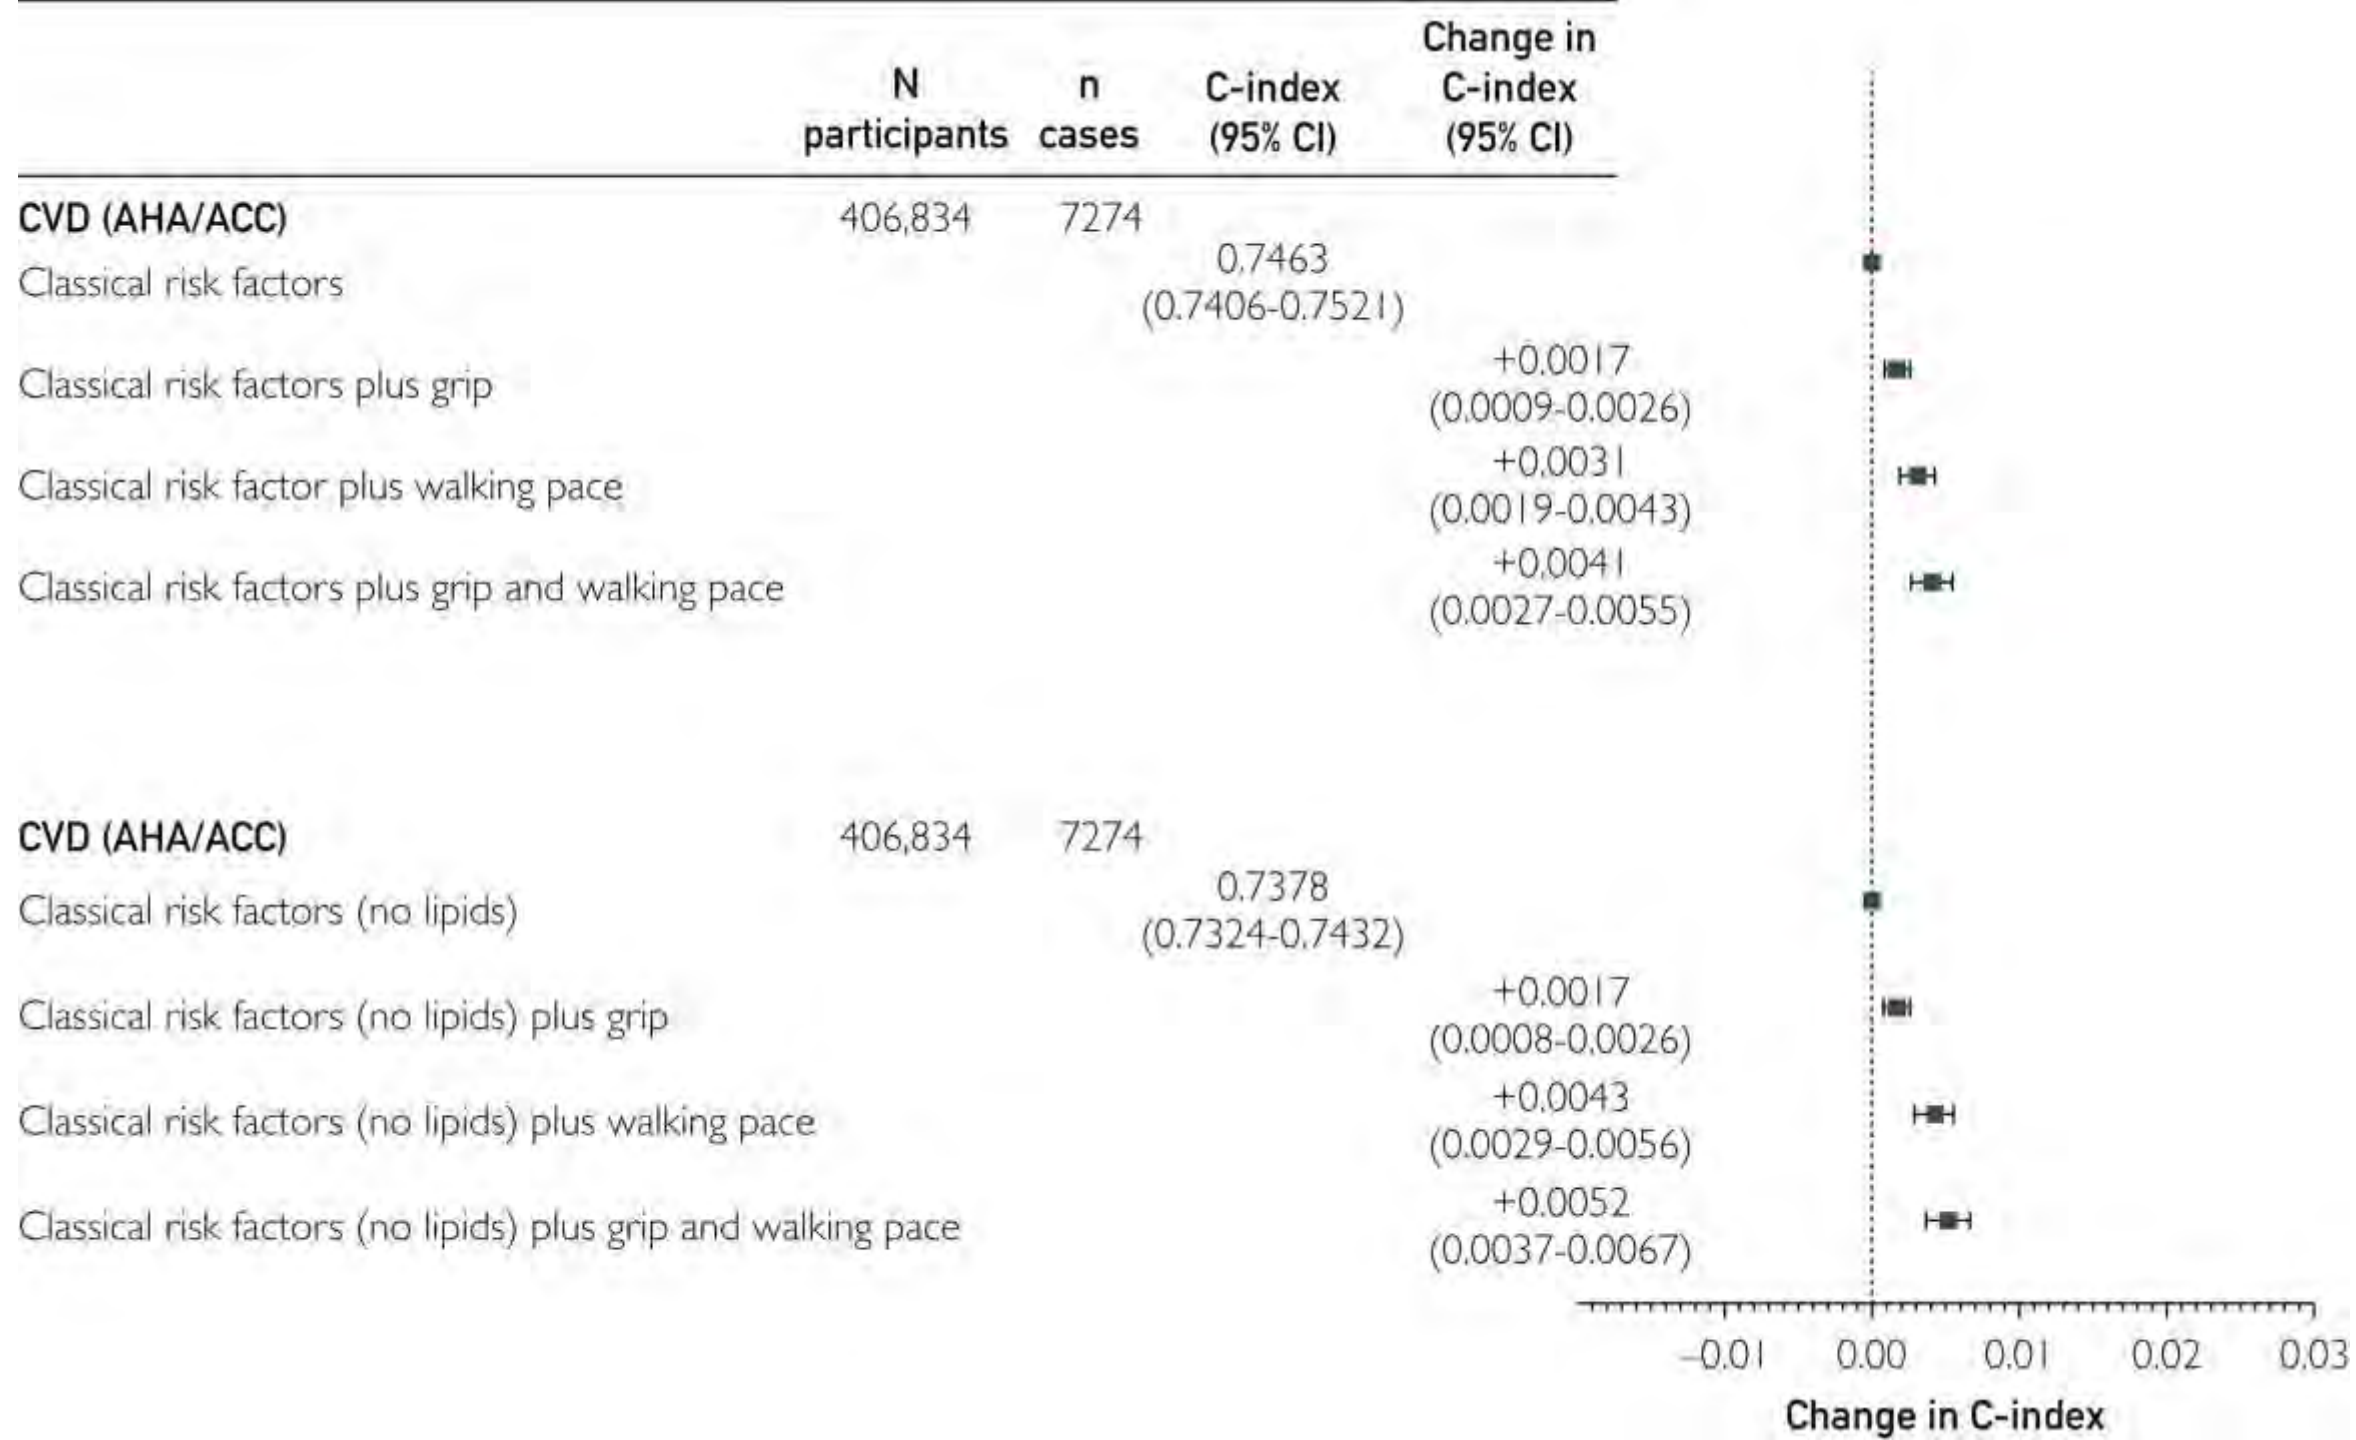 Change in
N n C-index C-index
participants cases (95% CI) (95% CI)
CVD (AHA/ACC) 406,834 7274
Classical risk factors 0.7463
(0.7406-0.7521)
Classical risk factors plus grip +0.0017
(0.0009-0.0026)
Classical risk factor plus walking pace +0.0031
(0.0019-0.0043)
Classical risk factors plus grip and walking pace +0.0041
(0.0027-0.0055)
CVD (AHA/ACC) 406,834 7274
Classical risk factors (no lipids) 0.7378
(0.7324-0.7432)
Classical risk factors (no lipids) plus grip +0.0017
(0.0008-0.0026)
Classical risk factors (no lipids) plus walking pace +0.0043
(0.0029-0.0056)
Classical risk factors (no lipids) plus grip and walking pace +0.0052
(0.0037-0.0067)
–0.01 0.00 0.01 0.02 0.03
Change in C-index